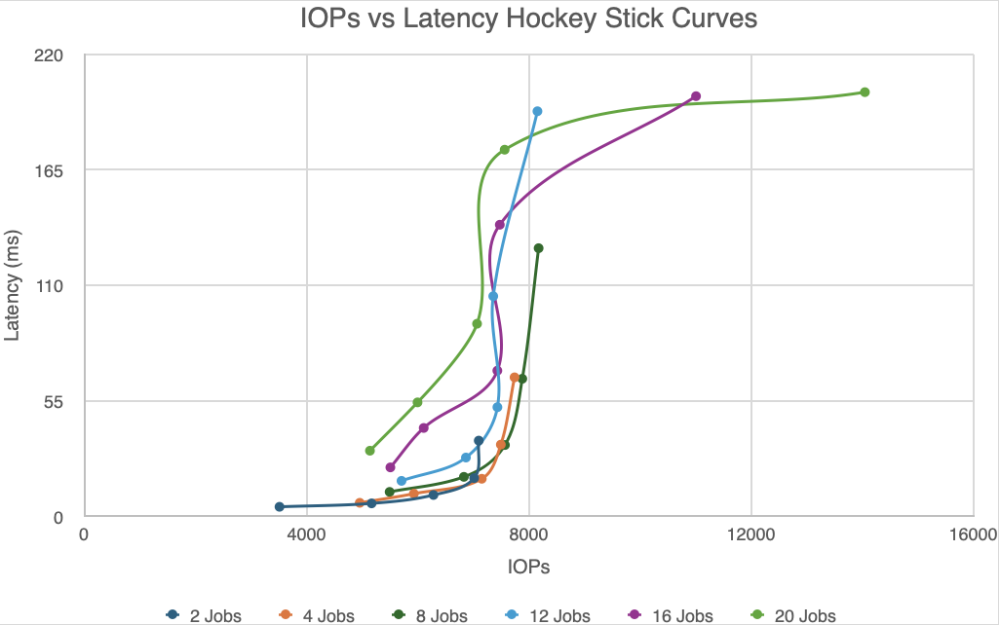 IOPs vs Latency Hockey Stick Curves
220
165
110
55
0
Latency (ms)
0 4000 8000 12000 16000
IOPs
2 Jobs 4 Jobs 8 Jobs 12 Jobs 16 Jobs 20 Jobs